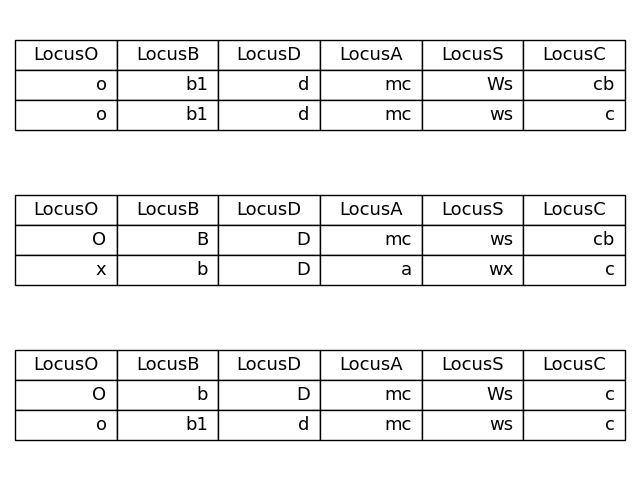 LocusO LocusB LocusD LocusA LocusS LocusC
o b1 d mc Ws cb
o b1 d mc ws c
LocusO LocusB LocusD LocusA LocusS LocusC
O B D mc ws cb
x b D a wx c
LocusO LocusB LocusD LocusA LocusS LocusC
O b D mc Ws c
o b1 d mc ws c